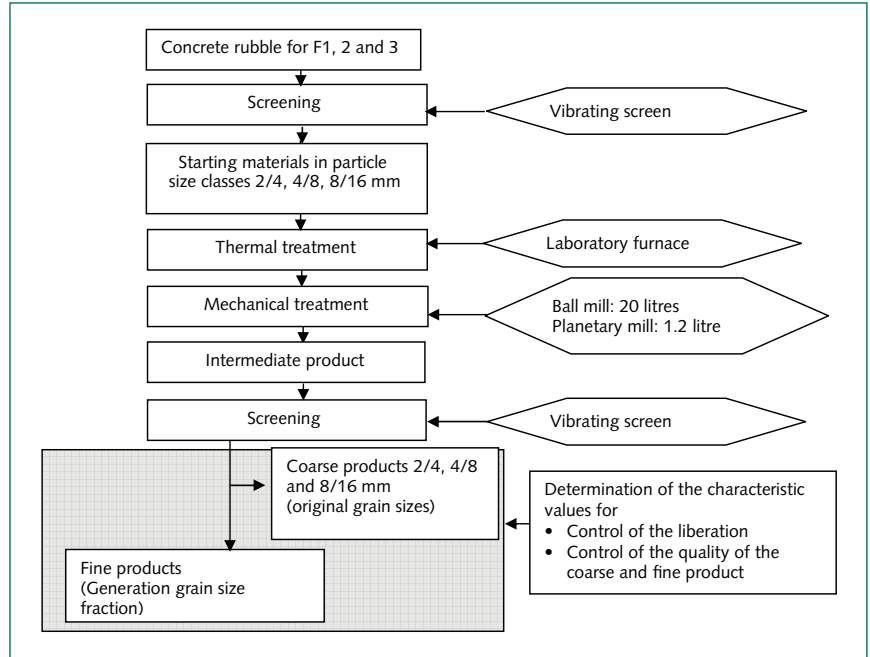 Concrete rubble for F1, 2 and 3
Screening
Vibrating screen
Starting materials in particle
size classes 2/4, 4/8, 8/16 mm
Thermal treatment
Laboratory furnace
Mechanical treatment
Ball mill: 20 litres
Planetary mill: 1.2 litre
Intermediate product
Screening
Vibrating screen
Coarse products 2/4, 4/8
and 8/16 mm
(original grain sizes)
Determination of the characteristic
values for
• Control of the liberation
• Control of the quality of the
coarse and fine product
Fine products
(Generation grain size
fraction)